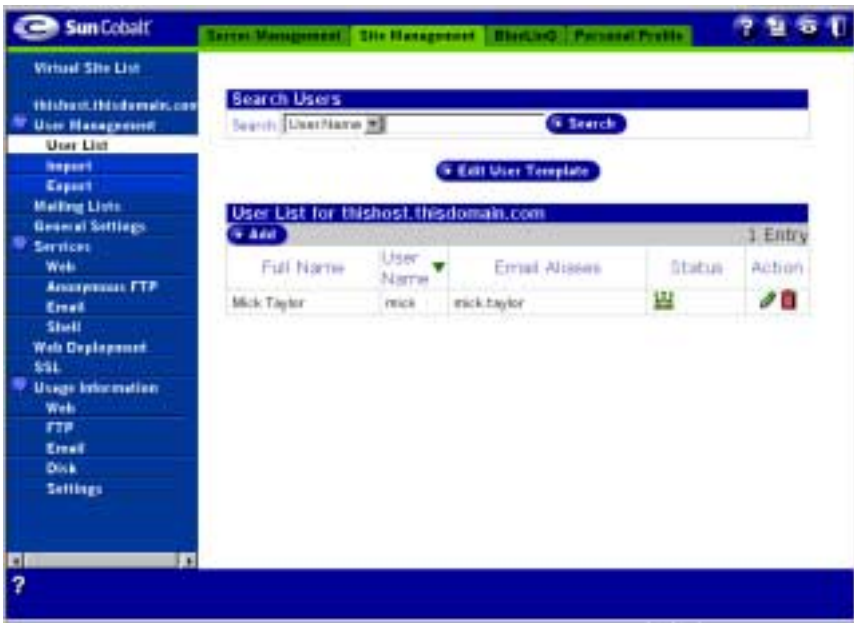 Sun Cobalt
Server Management Site Management BlueLinQ Personal Profile
Virtual Site List
thishost.thisdomain.com
User Management
User List
Import
Export
Mailing Lists
General Settings
Services
Web
Anonymous FTP
Email
Shell
Web Deployment
SSL
Usage Information
Web
FTP
Email
Disk
Settings
Search Users
Search: User Name Search
Edit User Template
User List for thishost.thisdomain.com
Add 1 Entry
Full Name User Name Email Aliases Status Action
Mick Taylor mick mick.taylor
?